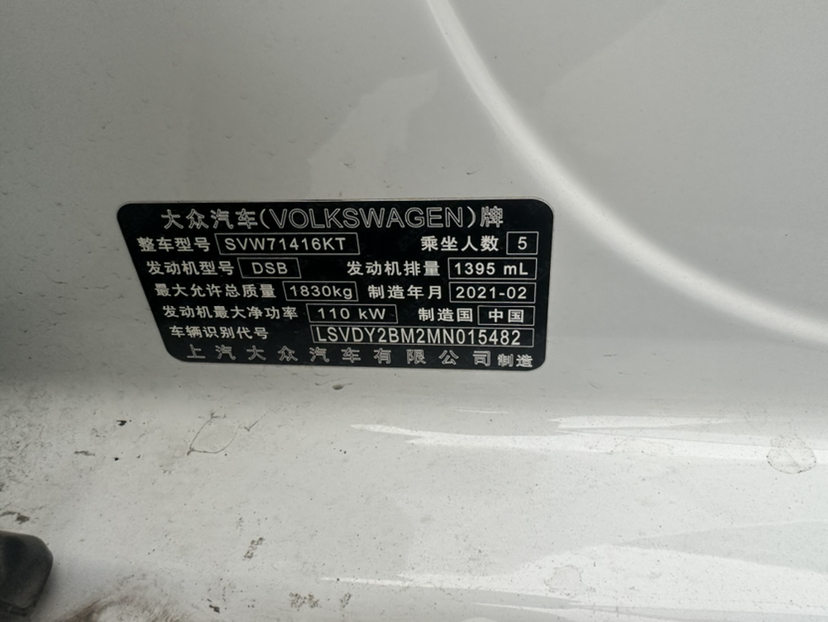 大众汽车(VOLKSWAGEN)牌
整车型号 SVW71416KT 乘坐人数 5
发动机型号 DSB 发动机排量 1395 mL
最大允许总质量 1830kg 制造年月 2021-02
发动机最大净功率 110 kW 制造国 中国
车辆识别代号 LSVDY2BM2MN015482
上汽大众汽车有限公司制造